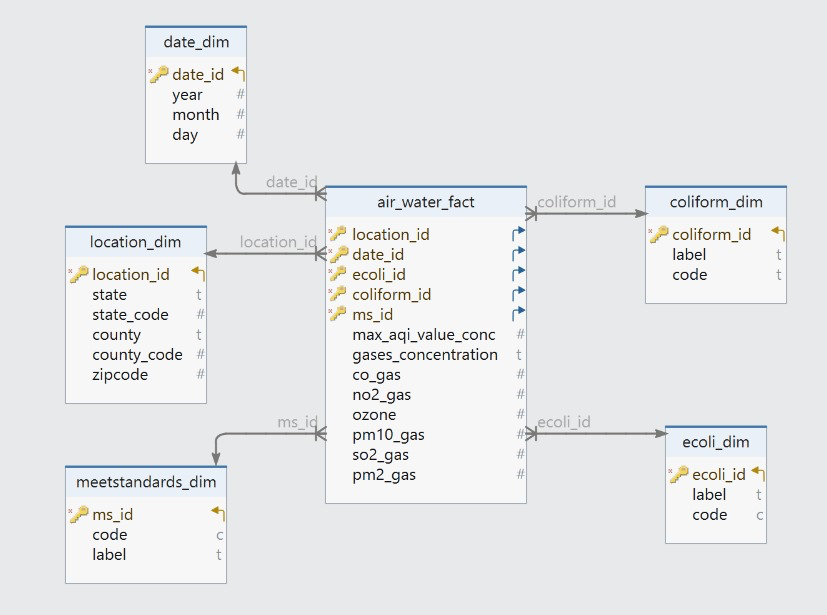 date_dim
date_id
year #
month #
day #
date_id
location_dim
location_id
state t
state_code #
county t
county_code #
zipcode #
location_id
air_water_fact
location_id
date_id
ecoli_id
coliform_id
ms_id
max_aqi_value_conc #
gases_concentration t
co_gas #
no2_gas #
ozone #
pm10_gas #
so2_gas #
pm2_gas #
coliform_id
coliform_dim
coliform_id
label t
code t
ms_id
meetstandards_dim
ms_id
code c
label t
ecoli_id
ecoli_dim
ecoli_id
label t
code c